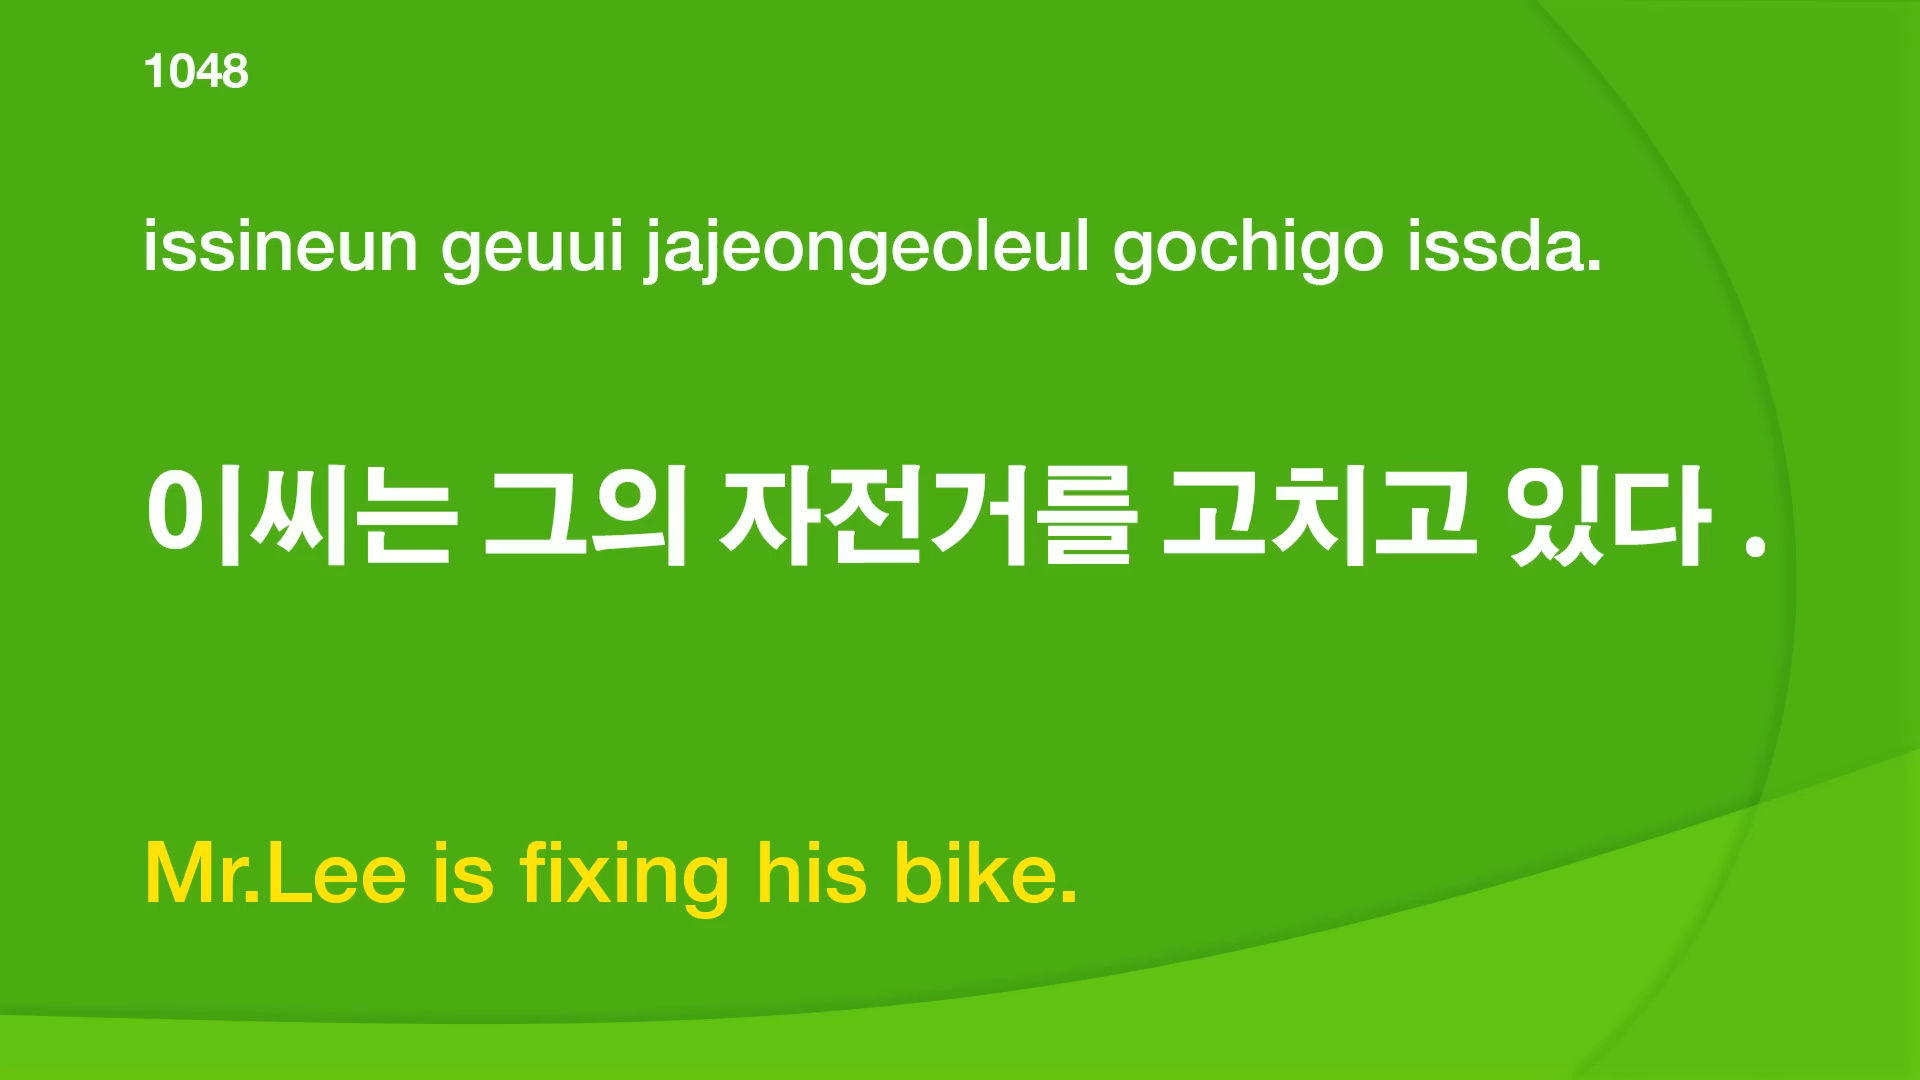 1048
issineun geuui jajeongeoleul gochigo issda.
이씨는 그의 자전거를 고치고 있다 .
Mr.Lee is fixing his bike.